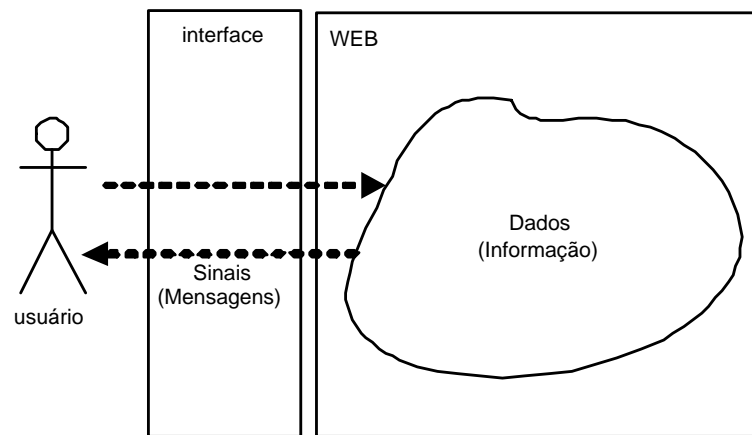 interface
WEB
Dados
(Informação)
Sinais
(Mensagens)
usuário